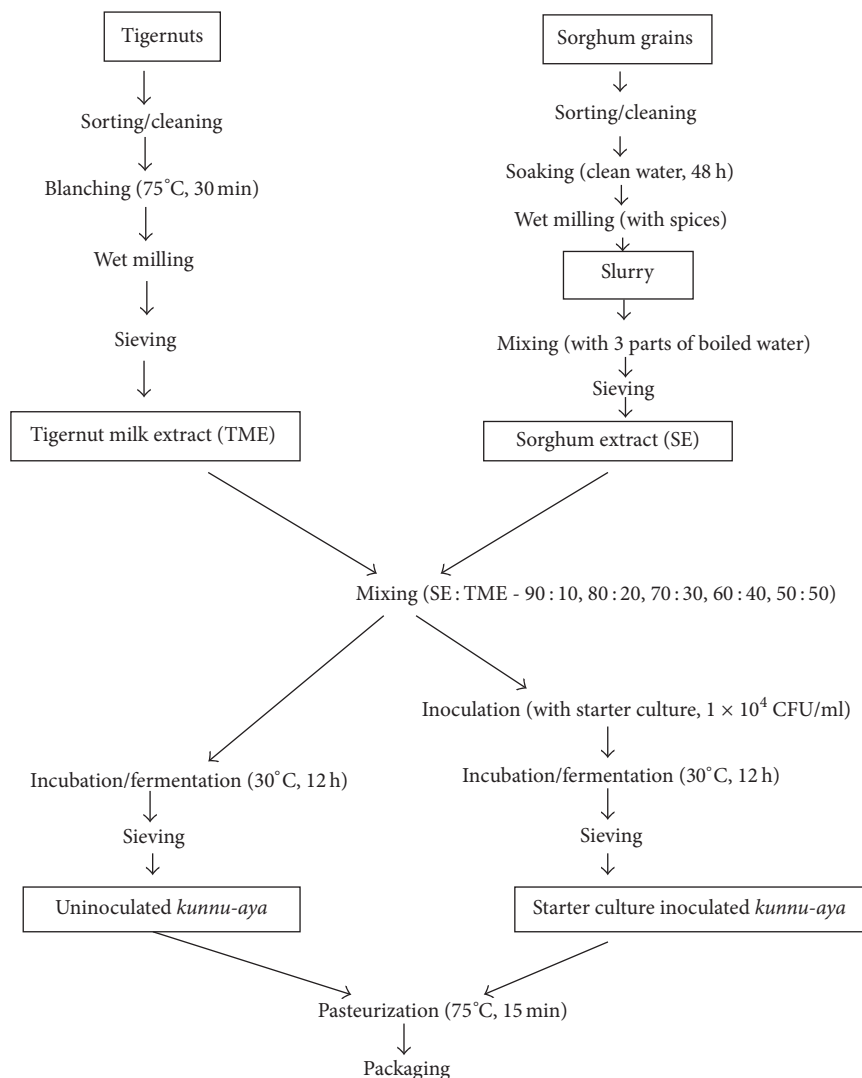 Tigernuts
Sorting/cleaning
Blanching (75°C, 30 min)
Wet milling
Sieving
Tigernut milk extract (TME)
Sorghum grains
Sorting/cleaning
Soaking (clean water, 48 h)
Wet milling (with spices)
Slurry
Mixing (with 3 parts of boiled water)
Sieving
Sorghum extract (SE)
Mixing (SE : TME - 90 : 10, 80 : 20, 70 : 30, 60 : 40, 50 : 50)
Incubation/fermentation (30°C, 12 h)
Sieving
Uninoculated kunnu-aya
Inoculation (with starter culture, 1 × 10⁴ CFU/ml)
Incubation/fermentation (30°C, 12 h)
Sieving
Starter culture inoculated kunnu-aya
Pasteurization (75°C, 15 min)
Packaging